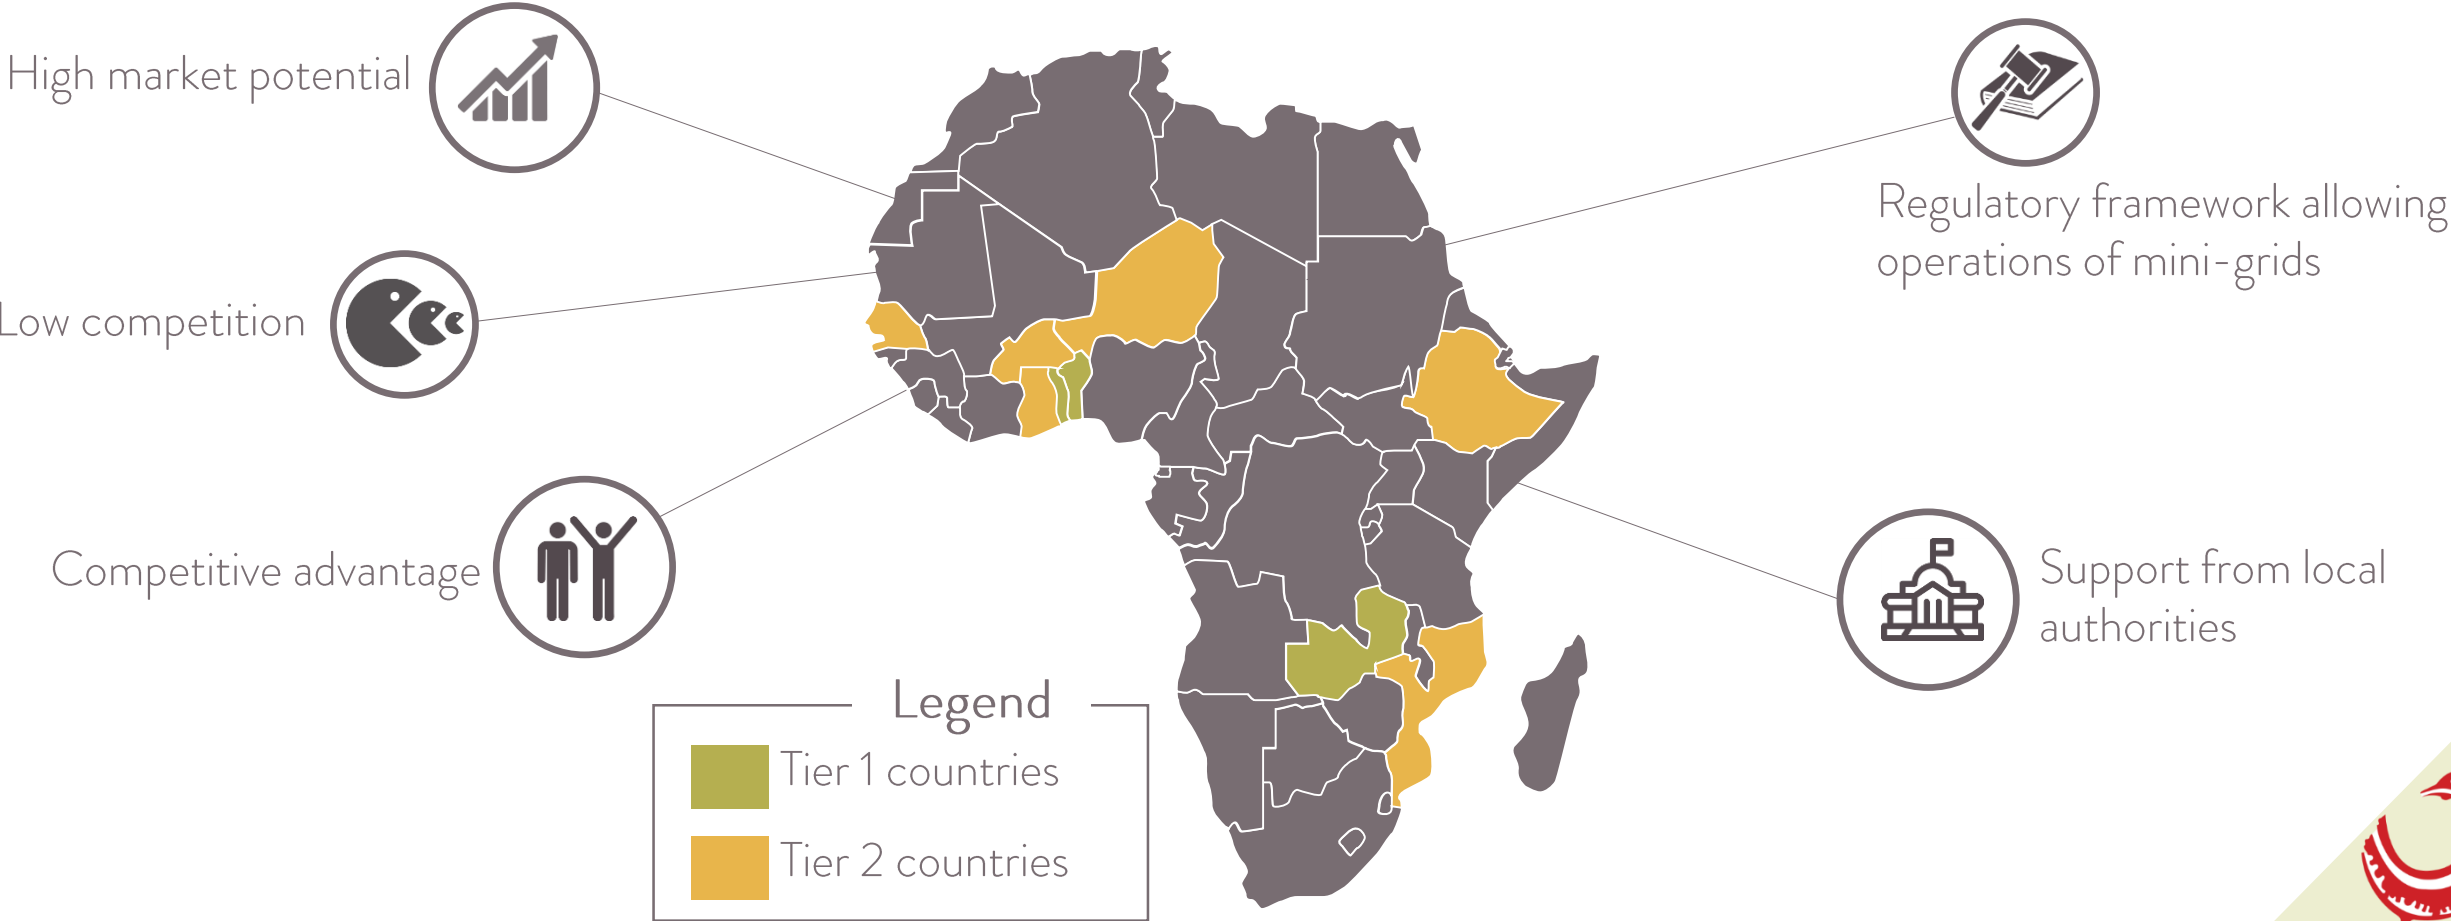 High market potential
Low competition
Competitive advantage
Regulatory framework allowing
operations of mini-grids
Support from local
authorities
Legend
Tier 1 countries
Tier 2 countries